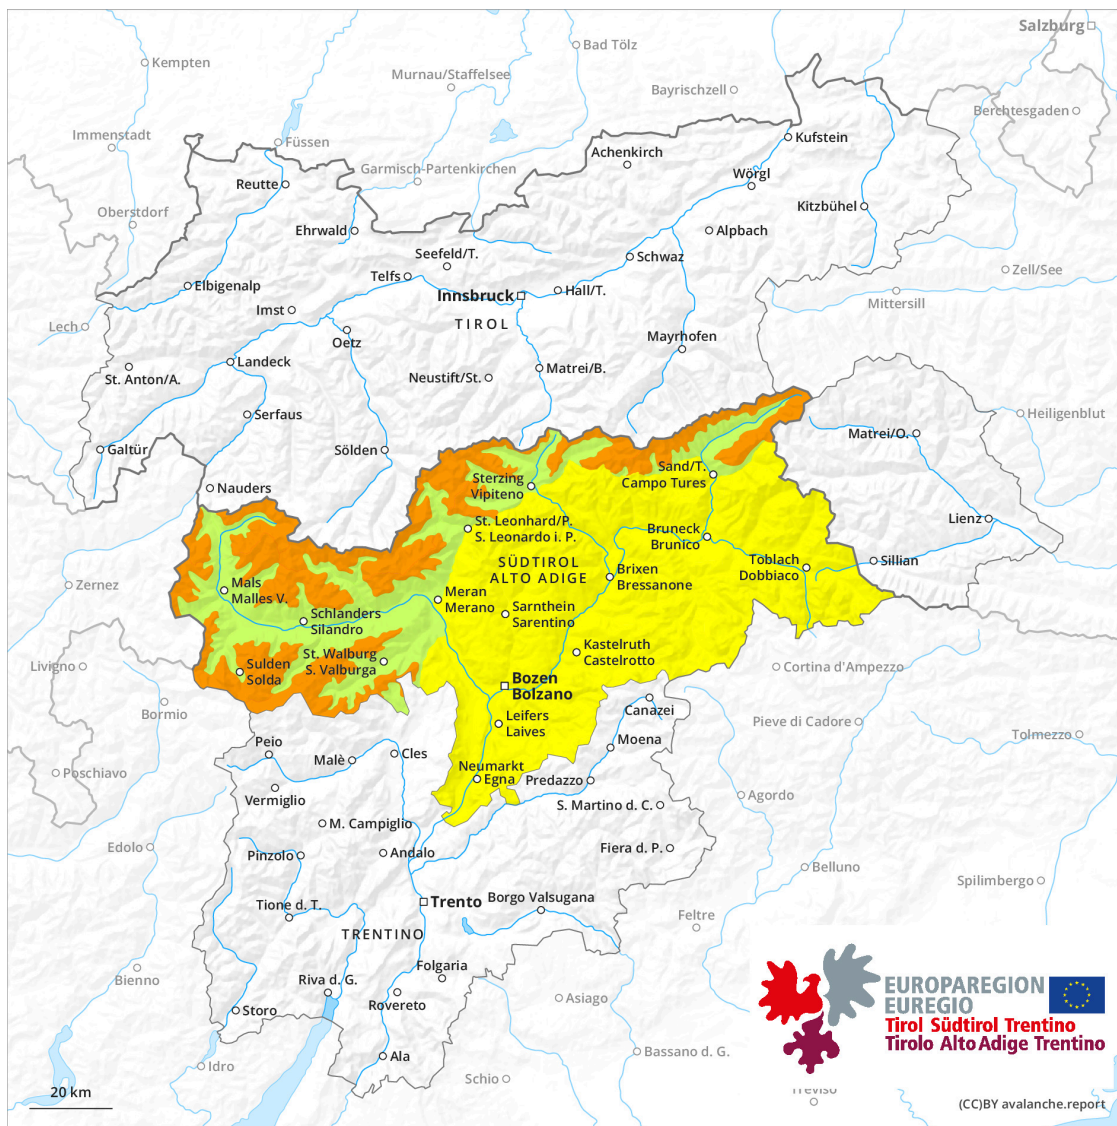 Salzburg
Bad Tölz
Kempten
Murnau/Staffelsee
Bayrischzell
Berchtesgaden
Immenstadt
Füssen
Kufstein
Achenkirch
Garmisch-Partenkirchen
Wörgl
Reutte
Kitzbühel
Oberstdorf
Ehrwald
Alpbach
Seefeld/T.
Schwaz
Zell/See
Telfs
Elbigenalp
Hall/T.
Innsbruck
Mittersill
Imst
TIROL
Lech
Oetz
Mayrhofen
Landeck
Matrei/B.
St. Anton/A.
Neustift/St.
Serfaus
Heiligenblut
Matrei/O.
Galtür
Sölden
Sand/T.
Campo Tures
Sterzing
Vipiteno
Nauders
St. Leonhard/P.
S. Leonardo i. P.
Lienz
Bruneck
Brunico
SÜDTIROL
ALTO ADIGE
Toblach
Dobbiaco
Sillian
Brixen
Bressanone
Zernez
Mals
Malles V.
Meran
Merano
Sarnthein
Sarentino
Schlanders
Silandro
Kastelruth
Castelrotto
St. Walburg
S. Valburga
Livigno
Sulden
Solda
Cortina d'Ampezzo
Bozen
Bolzano
Bormio
Canazei
Leifers
Laives
Pieve di Cadore
Tolmezzo
Peio
Moena
Malè
Cles
Neumarkt
Egna
Poschiavo
Predazzo
Vermiglio
Agordo
S. Martino d. C.
M. Campiglio
Edolo
Pinzolo
Andalo
Fiera d. P.
Belluno
Spilimbergo
Trento
Borgo Valsugana
Tione d. T.
Feltre
TRENTINO
Folgaria
Bienno
Riva d. G.
Rovereto
Asiago
Storo
EUROPAREGION
EUREGIO
Tirol Südtirol Trentino
Tirolo Alto Adige Trentino
Ala
Bassano d. G.
Idro
Schio
Treviso
20 km
(CC)BY avalanche.report